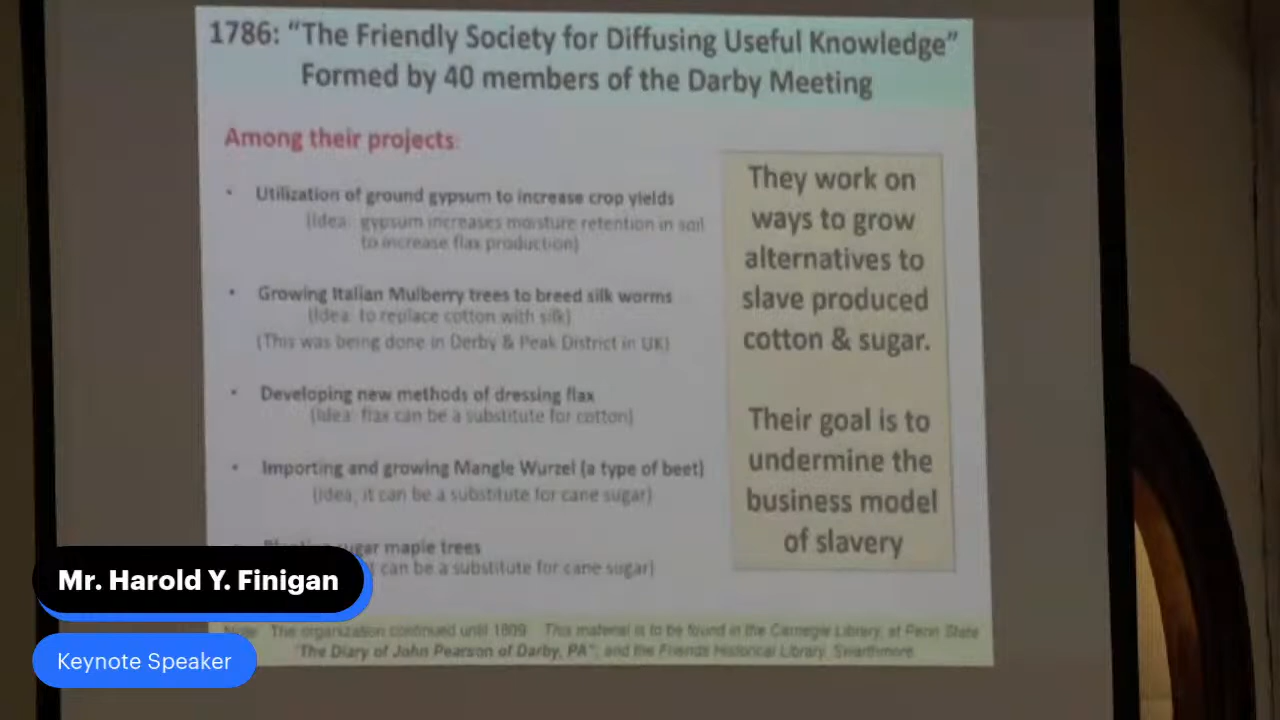 1786: “The Friendly Society for Diffusing Useful Knowledge”
Formed by 40 members of the Darby Meeting
Among their projects:
• Utilization of ground gypsum to increase crop yields
(Idea: gypsum increases moisture retention in soil
to increase flax production)
• Growing Italian Mulberry trees to breed silk worms
(Idea: to replace cotton with silk)
(This was being done in Derby & Peak District in UK)
• Developing new methods of dressing flax
(Idea: flax can be a substitute for cotton)
• Importing and growing Mangle Wurzel (a type of beet)
(Idea: it can be a substitute for cane sugar)
sugar maple trees
can be a substitute for cane sugar)
They work on
ways to grow
alternatives to
slave produced
cotton & sugar.
Their goal is to
undermine the
business model
of slavery
Note: The organization continued until 1809. This material is to be found in the Carnegie Library, at Penn State
"The Diary of John Pearson of Darby, PA", and the Friends Historical Library, Swarthmore.
Mr. Harold Y. Finigan
Keynote Speaker